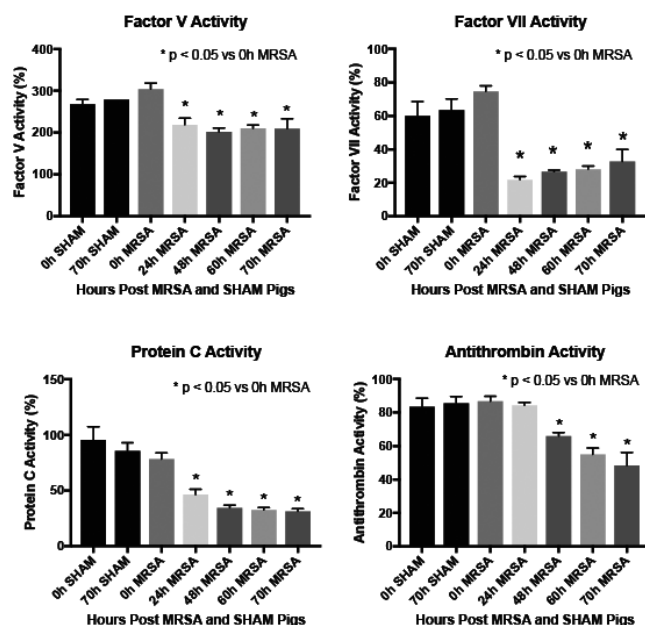 Factor V Activity
* p < 0.05 vs 0h MRSA
Factor V Activity (%)
400
300
200
100
0
* * * *
0h SHAM
70h SHAM
0h MRSA
24h MRSA
48h MRSA
60h MRSA
70h MRSA
Hours Post MRSA and SHAM Pigs
Factor VII Activity
* p < 0.05 vs 0h MRSA
Factor VII Activity (%)
100
80
60
40
20
0
* * * *
0h SHAM
70h SHAM
0h MRSA
24h MRSA
48h MRSA
60h MRSA
70h MRSA
Hours Post MRSA and SHAM Pigs
Protein C Activity
* p < 0.05 vs 0h MRSA
Protein C Activity (%)
150
100
50
0
* * * *
0h SHAM
70h SHAM
0h MRSA
24h MRSA
48h MRSA
60h MRSA
70h MRSA
Hours Post MRSA and SHAM Pigs
Antithrombin Activity
* p < 0.05 vs 0h MRSA
Antithrombin Activity (%)
100
80
60
40
20
0
* * *
0h SHAM
70h SHAM
0h MRSA
24h MRSA
48h MRSA
60h MRSA
70h MRSA
Hours Post MRSA and SHAM Pigs